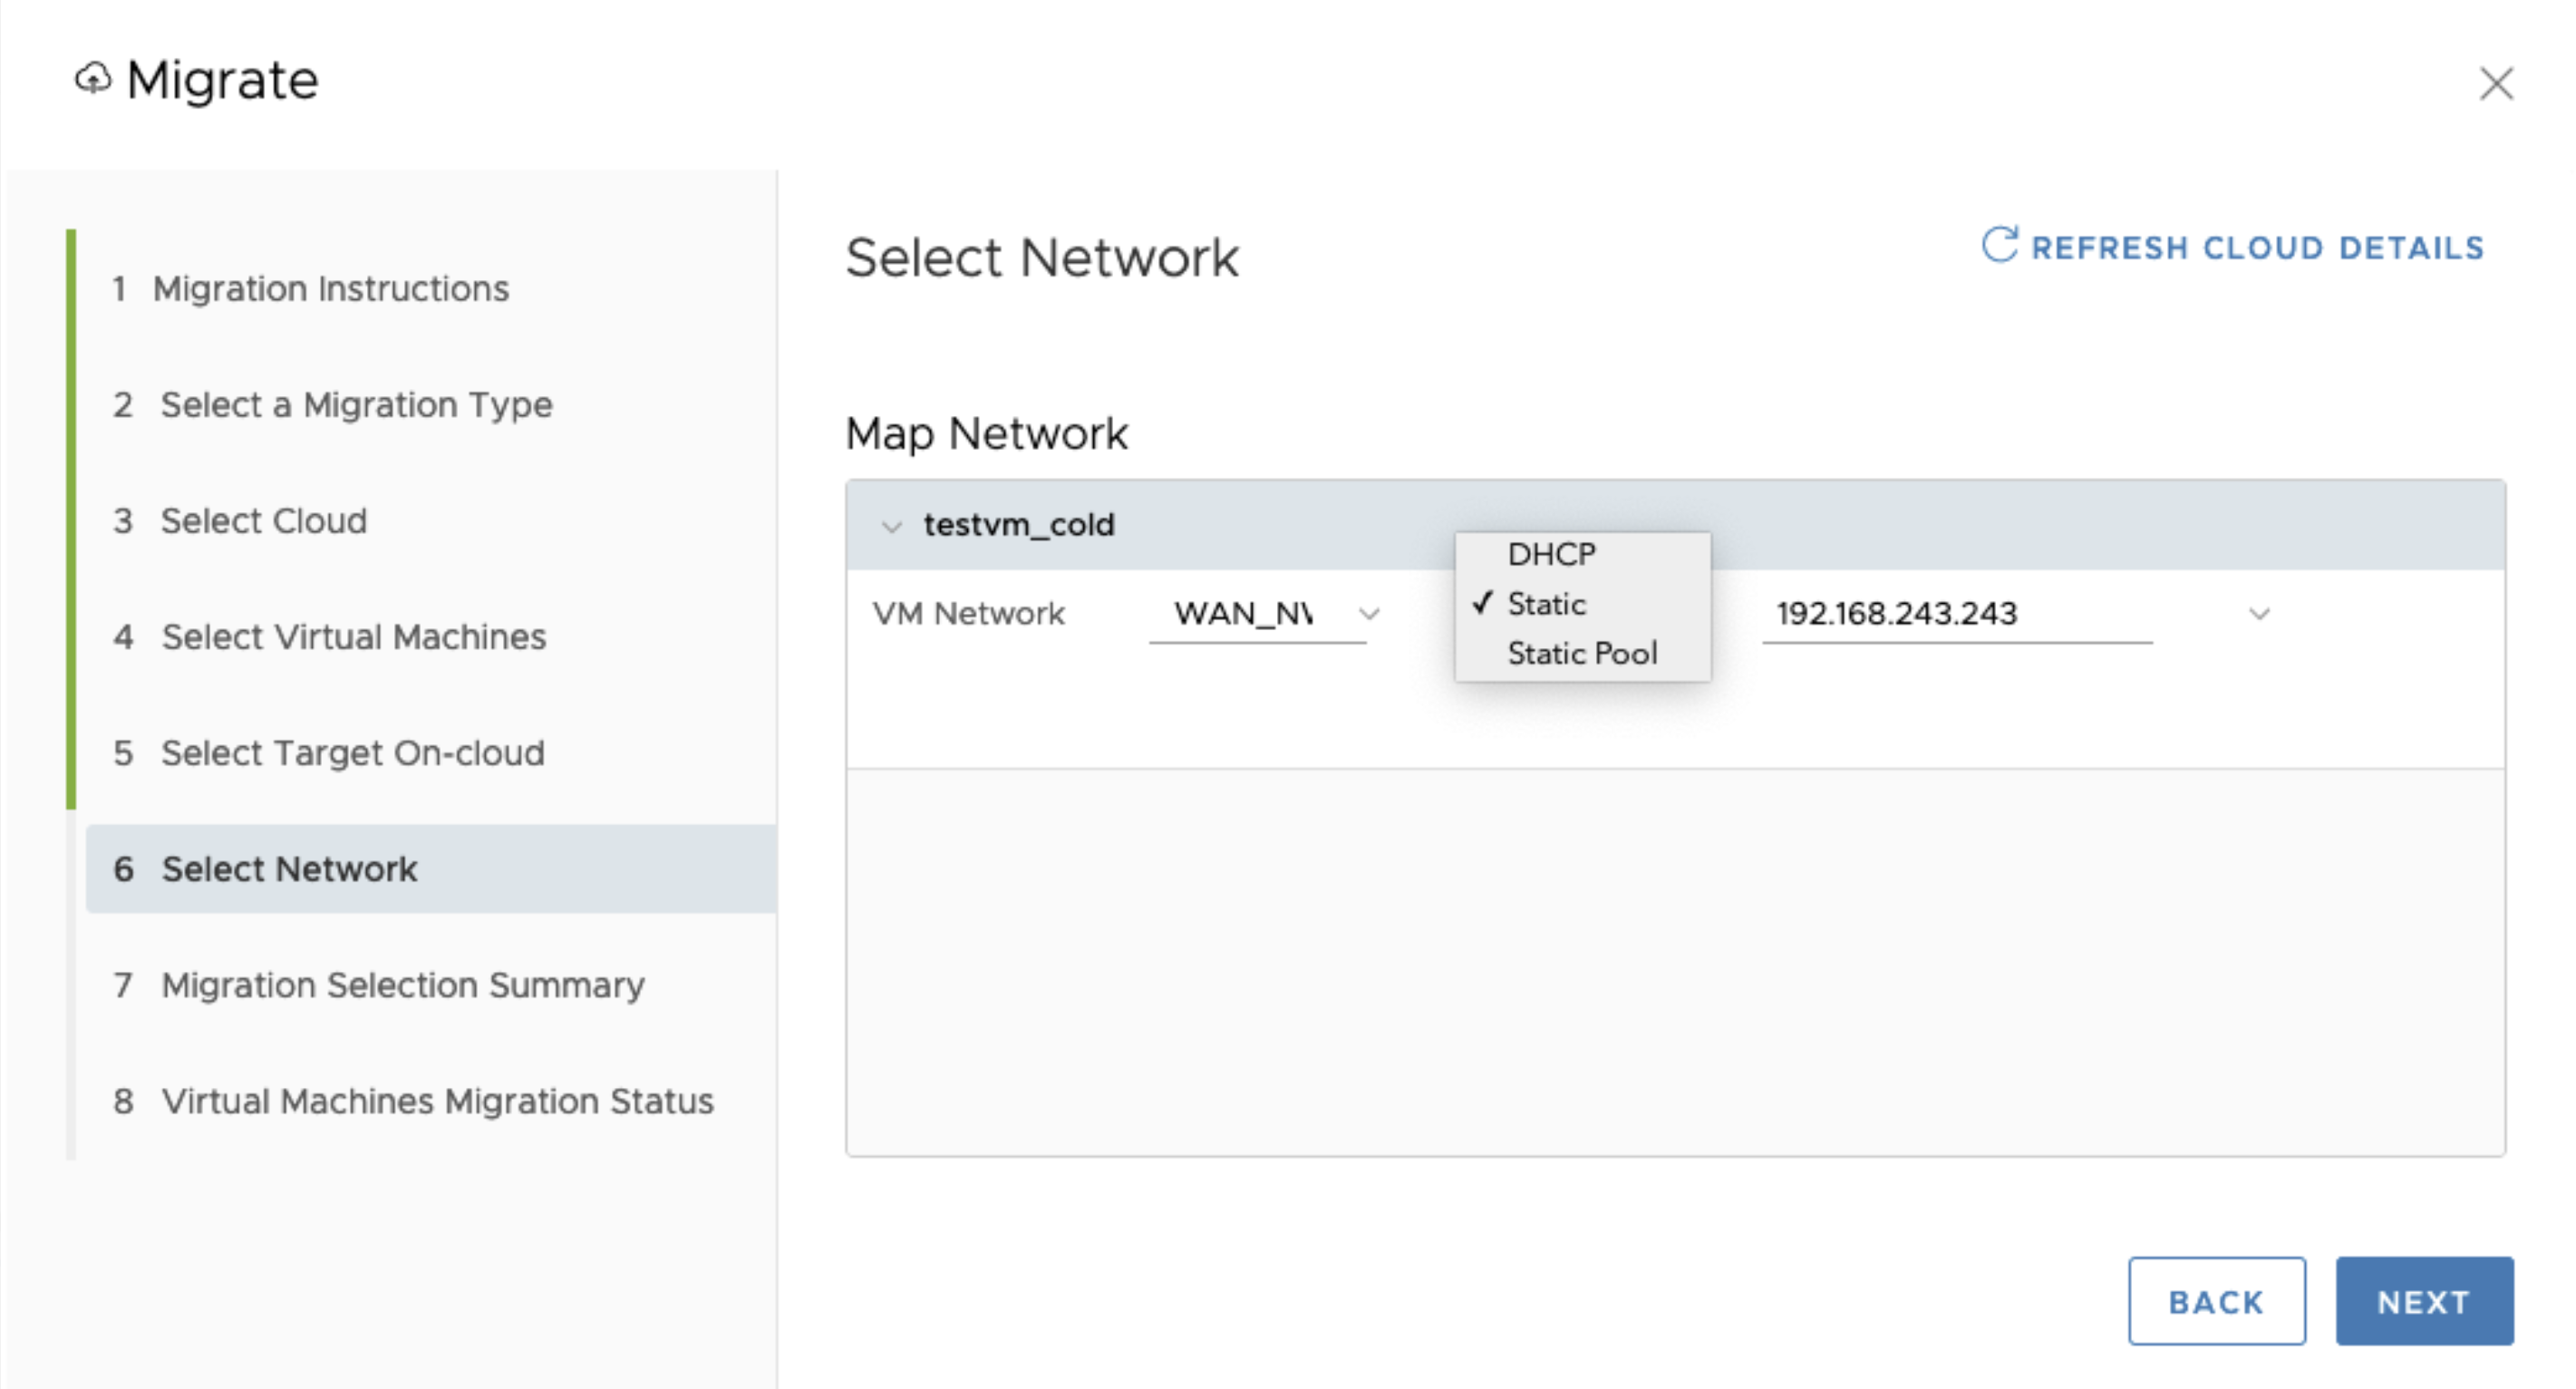 Migrate
1 Migration Instructions
2 Select a Migration Type
3 Select Cloud
4 Select Virtual Machines
5 Select Target On-cloud
6 Select Network
7 Migration Selection Summary
8 Virtual Machines Migration Status
Select Network
REFRESH CLOUD DETAILS
Map Network
testvm_cold
VM Network
DHCP
✓ Static
Static Pool
192.168.243.243
BACK
NEXT